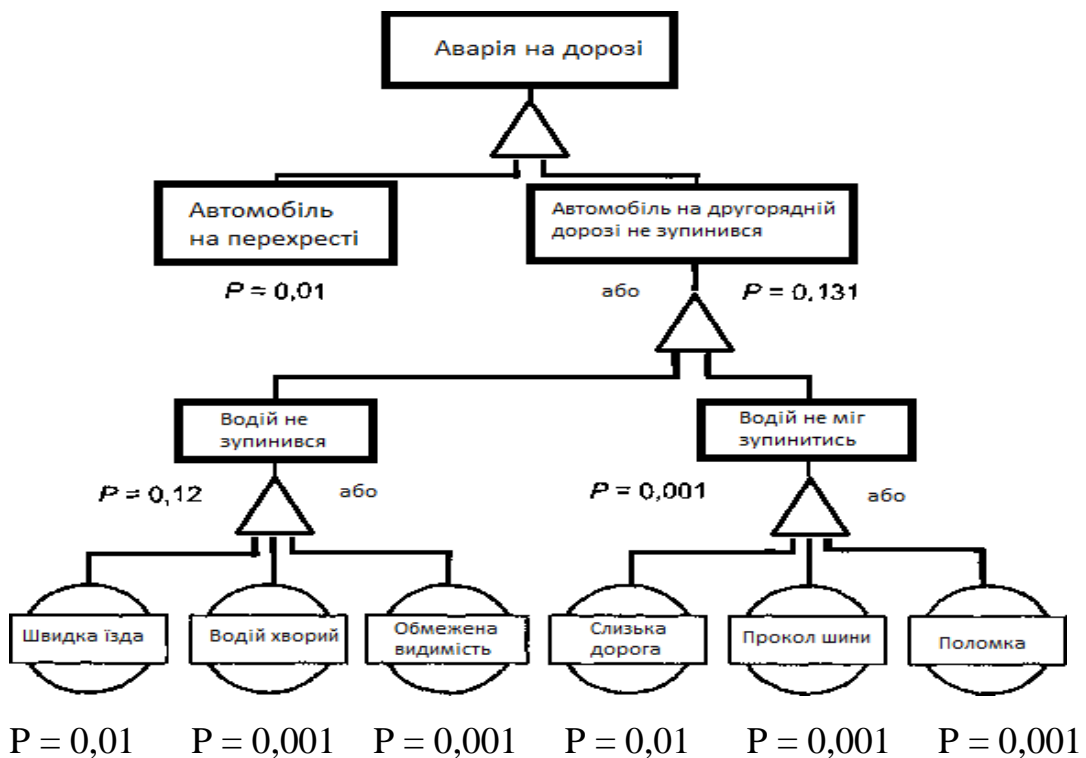 Аварія на дорозі
Автомобіль
на перехресті
Автомобіль на другорядній
дорозі не зупинився
P = 0,01
або
P = 0,131
Водій не
зупинився
Водій не міг
зупинитись
P = 0,12
або
P = 0,001
або
Швидка їзда
Водій хворий
Обмежена
видимість
Слизька
дорога
Прокол шини
Поломка
P = 0,01 P = 0,001 P = 0,001 P = 0,01 P = 0,001 P = 0,001